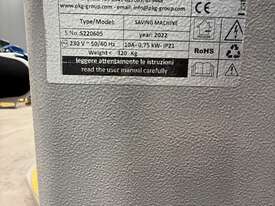 www.pkg-group.com - email : info@pkg-group.com
Type/Model: SAVING MACHINE
S.No. S220605 year: 2022
230 V ~ 50/60 Hz 10A- 0,75 kW- IP21
Weight < 120 Kg
CE
RoHS
leggere attentamente le istruzioni
read the user manual carefully